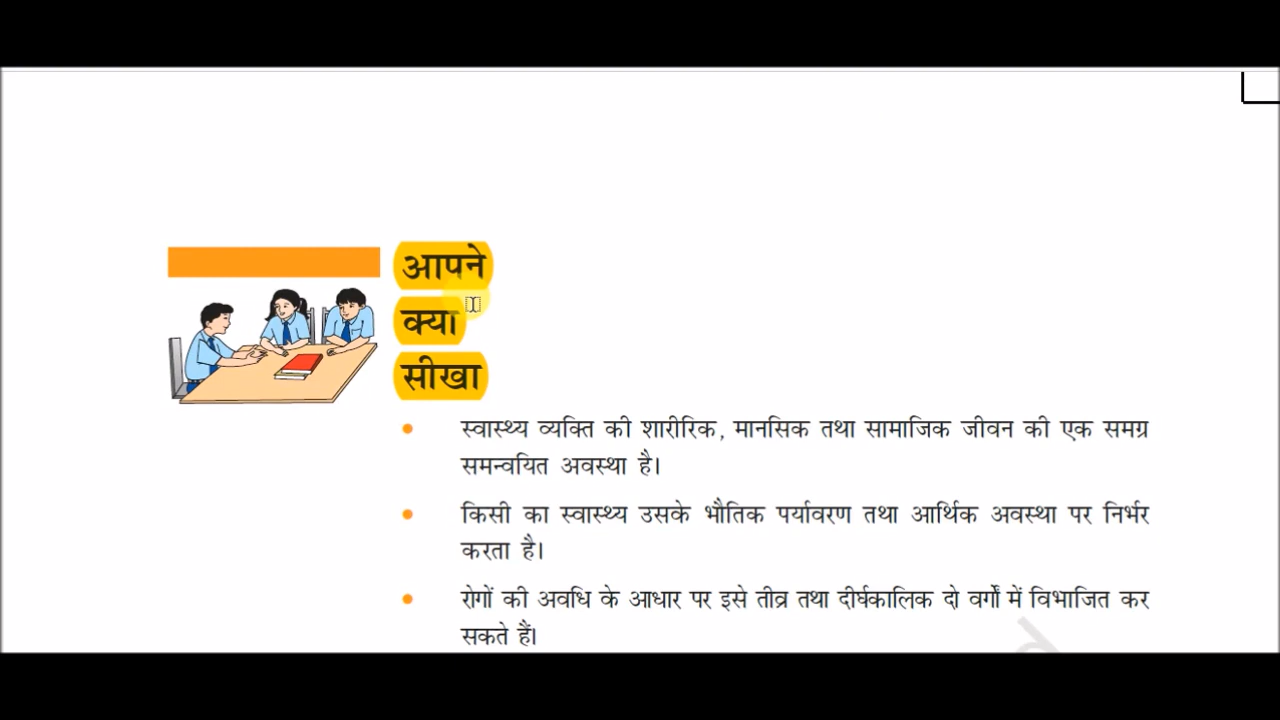 आपने
क्या
सीखा
• स्वास्थ्य व्यक्ति की शारीरिक, मानसिक तथा सामाजिक जीवन की एक समग्र
समन्वयित अवस्था है।
• किसी का स्वास्थ्य उसके भौतिक पर्यावरण तथा आर्थिक अवस्था पर निर्भर
करता है।
• रोगों की अवधि के आधार पर इसे तीव्र तथा दीर्घकालिक दो वर्गों में विभाजित कर
सकते हैं।